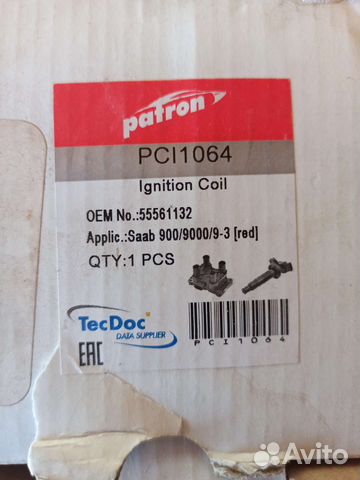 patron
PCI1064
Ignition Coil
OEM No.:55561132
Applic.:Saab 900/9000/9-3 [red]
QTY:1 PCS
TecDoc
DATA SUPPLIER
EAC
PCI1064
Avito